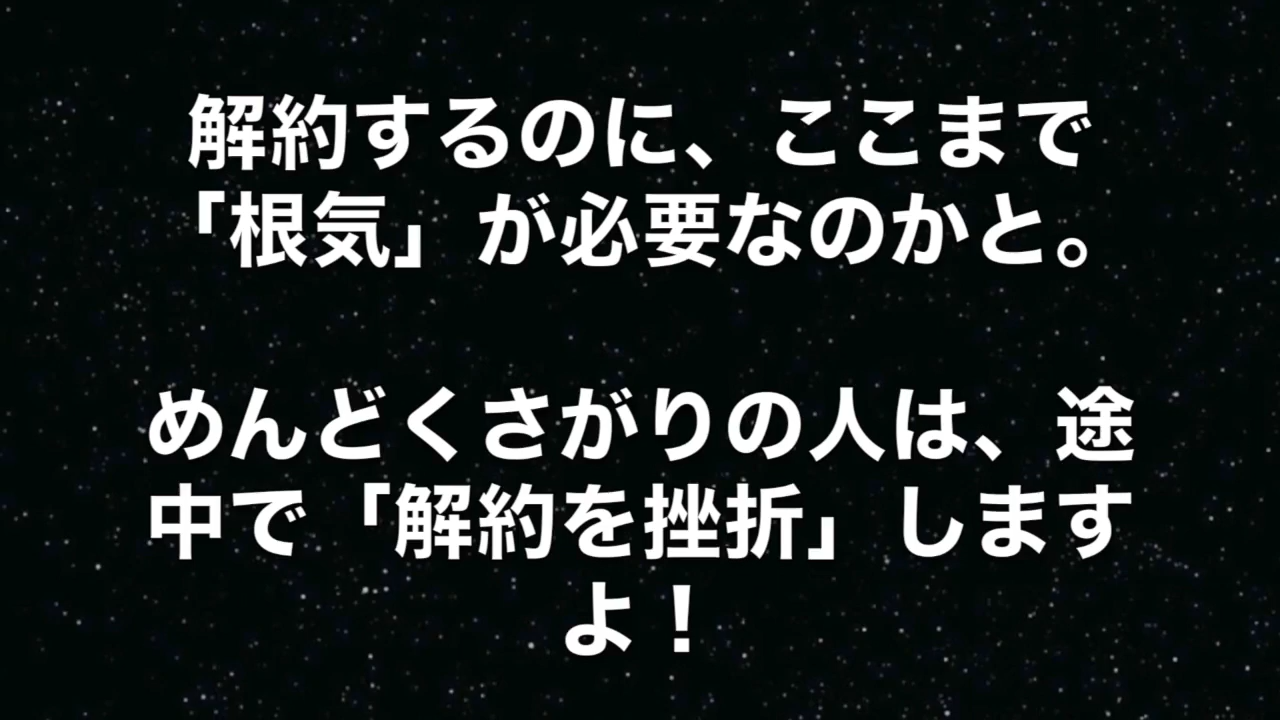 解約するのに、ここまで
「根気」が必要なのかと。
めんどくさがりの人は、途
中で「解約を挫折」します
よ！